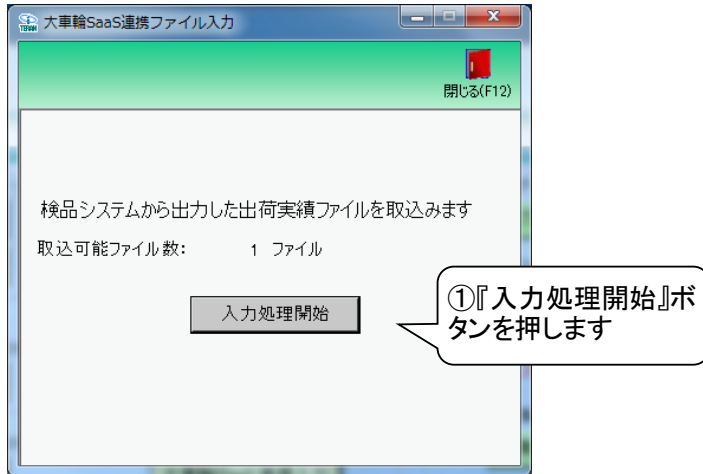 大車輪SaaS連携ファイル入力
閉じる(F12)
検品システムから出力した出荷実績ファイルを取込みます
取込可能ファイル数: 1 ファイル
入力処理開始
①『入力処理開始』ボ
タンを押します